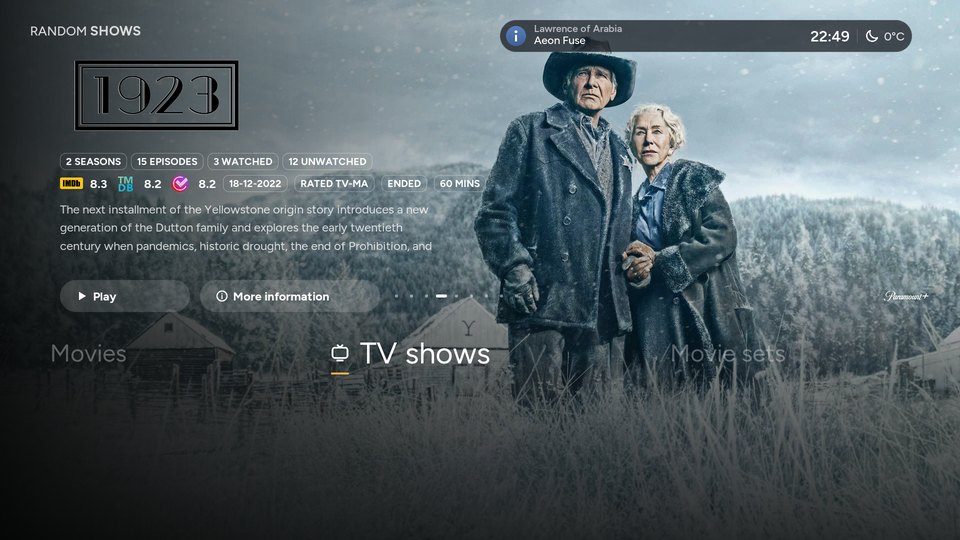 RANDOM SHOWS
Lawrence of Arabia
Aeon Fuse
22:49
0°C
1923
2 SEASONS
15 EPISODES
3 WATCHED
12 UNWATCHED
IMDb 8.3
TMDB 8.2
8.2
18-12-2022
RATED TV-MA
ENDED
60 MINS
The next installment of the Yellowstone origin story introduces a new
generation of the Dutton family and explores the early twentieth
century when pandemics, historic drought, the end of Prohibition, and
Play
More information
Paramount+
Y
Movies
TV shows
Movie sets